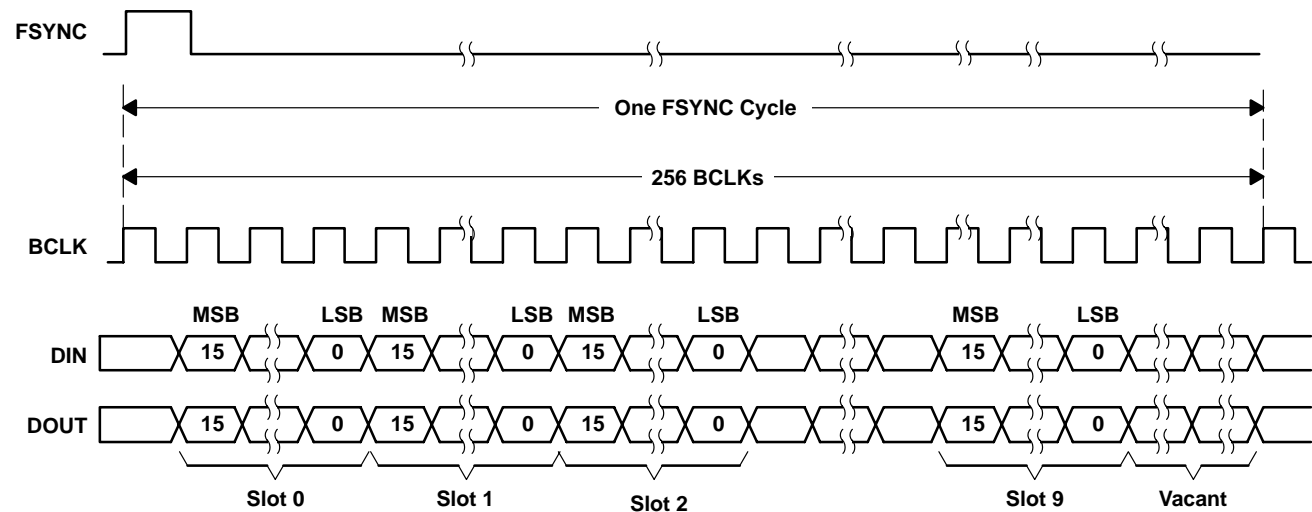 FSYNC
One FSYNC Cycle
256 BCLKs
BCLK
MSB LSB MSB LSB MSB LSB MSB LSB
DIN 15 0 15 0 15 0 15 0
DOUT 15 0 15 0 15 0 15 0
Slot 0 Slot 1 Slot 2 Slot 9 Vacant